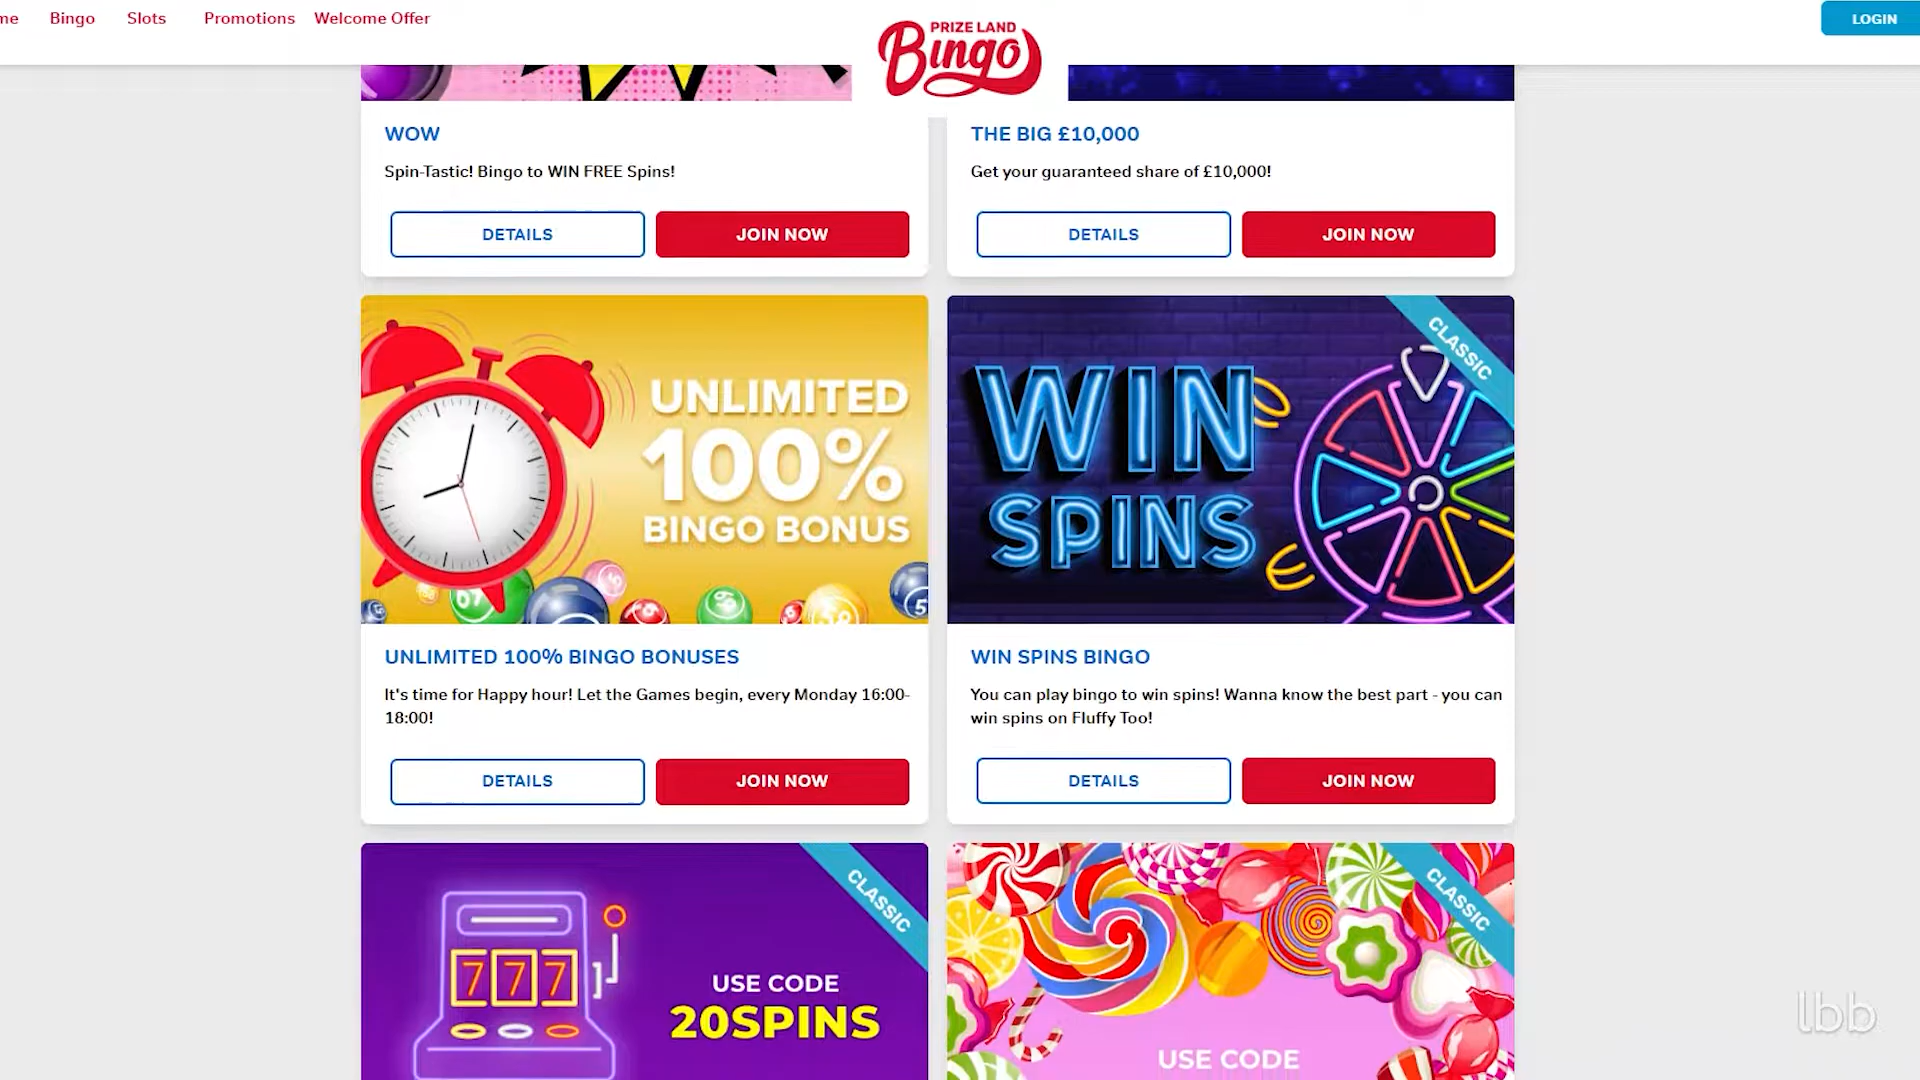 me Bingo Slots Promotions Welcome Offer
PRIZE LAND
Bingo
LOGIN
WOW
Spin-Tastic! Bingo to WIN FREE Spins!
DETAILS
JOIN NOW
THE BIG £10,000
Get your guaranteed share of £10,000!
DETAILS
JOIN NOW
UNLIMITED
100%
BINGO BONUS
UNLIMITED 100% BINGO BONUSES
It's time for Happy hour! Let the Games begin, every Monday 16:00-
18:00!
DETAILS
JOIN NOW
CLASSIC
WIN
SPINS
WIN SPINS BINGO
You can play bingo to win spins! Wanna know the best part - you can
win spins on Fluffy Too!
DETAILS
JOIN NOW
CLASSIC
777
USE CODE
20SPINS
CLASSIC
USE CODE
lbb